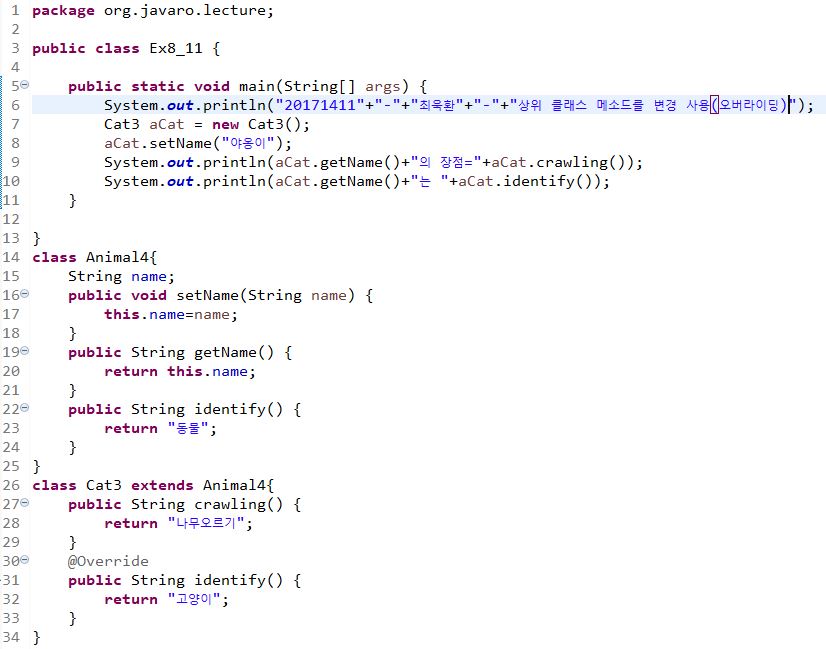 1 package org.javaro.lecture;
2
3 public class Ex8_11 {
4
5 public static void main(String[] args) {
6 System.out.println("20171411"+"-"+"최욱환"+"-"+"상위 클래스 메소드를 변경 사용(오버라이딩)");
7 Cat3 aCat = new Cat3();
8 aCat.setName("야옹이");
9 System.out.println(aCat.getName()+"의 장점="+aCat.crawling());
10 System.out.println(aCat.getName()+"는 "+aCat.identify());
11 }
12
13 }
14 class Animal4{
15 String name;
16 public void setName(String name) {
17 this.name=name;
18 }
19 public String getName() {
20 return this.name;
21 }
22 public String identify() {
23 return "동물";
24 }
25 }
26 class Cat3 extends Animal4{
27 public String crawling() {
28 return "나무오르기";
29 }
30 @Override
31 public String identify() {
32 return "고양이";
33 }
34 }